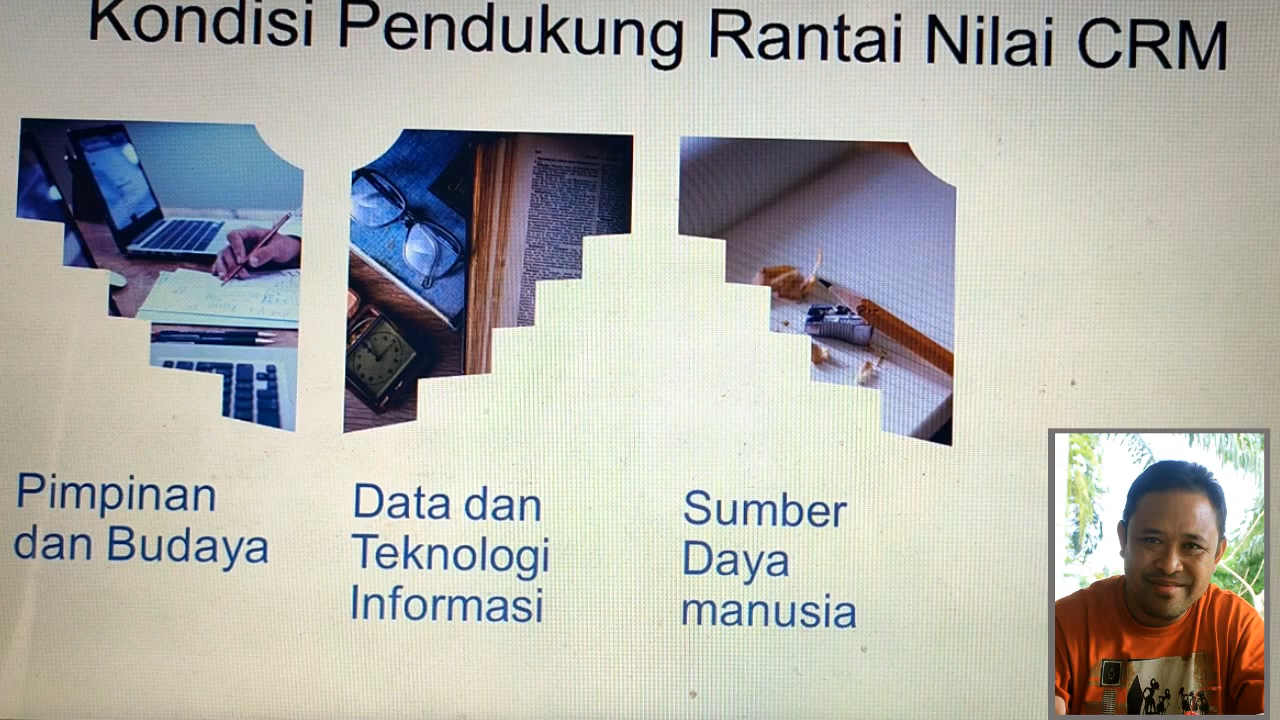 Kondisi Pendukung Rantai Nilai CRM
Pimpinan
dan Budaya
Data dan
Teknologi
Informasi
Sumber
Daya
manusia